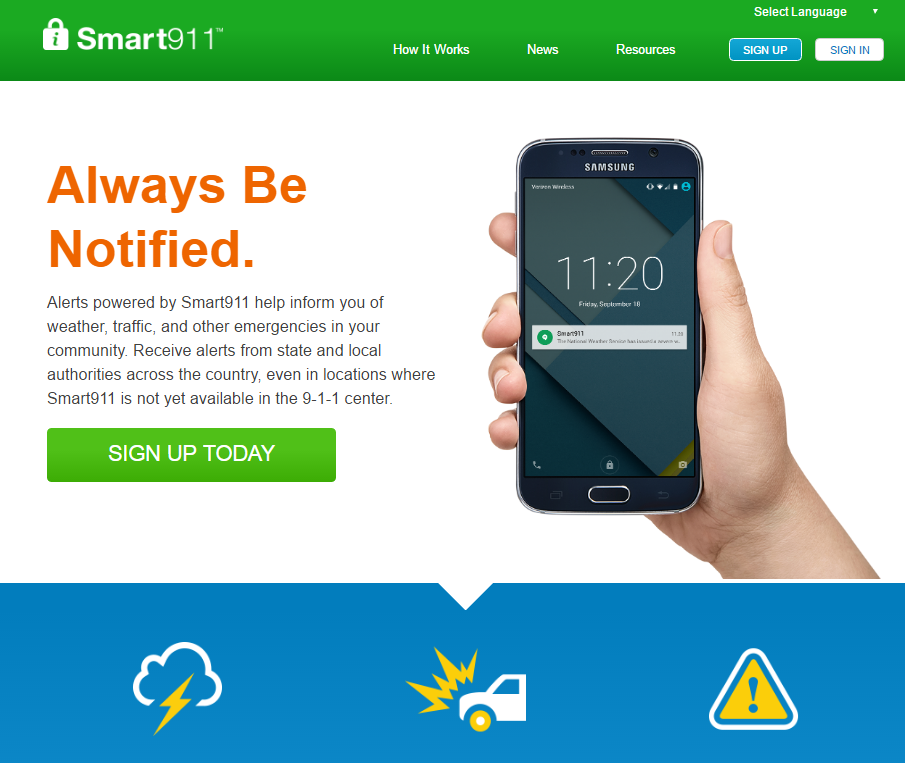 Select Language ▼
Smart911™
How It Works
News
Resources
SIGN UP
SIGN IN
Always Be
Notified.
Alerts powered by Smart911 help inform you of
weather, traffic, and other emergencies in your
community. Receive alerts from state and local
authorities across the country, even in locations where
Smart911 is not yet available in the 9-1-1 center.
SIGN UP TODAY
SAMSUNG
Verizon Wireless
11:20
Friday, September 18
Smart911
The National Weather Service has issued a severe w..